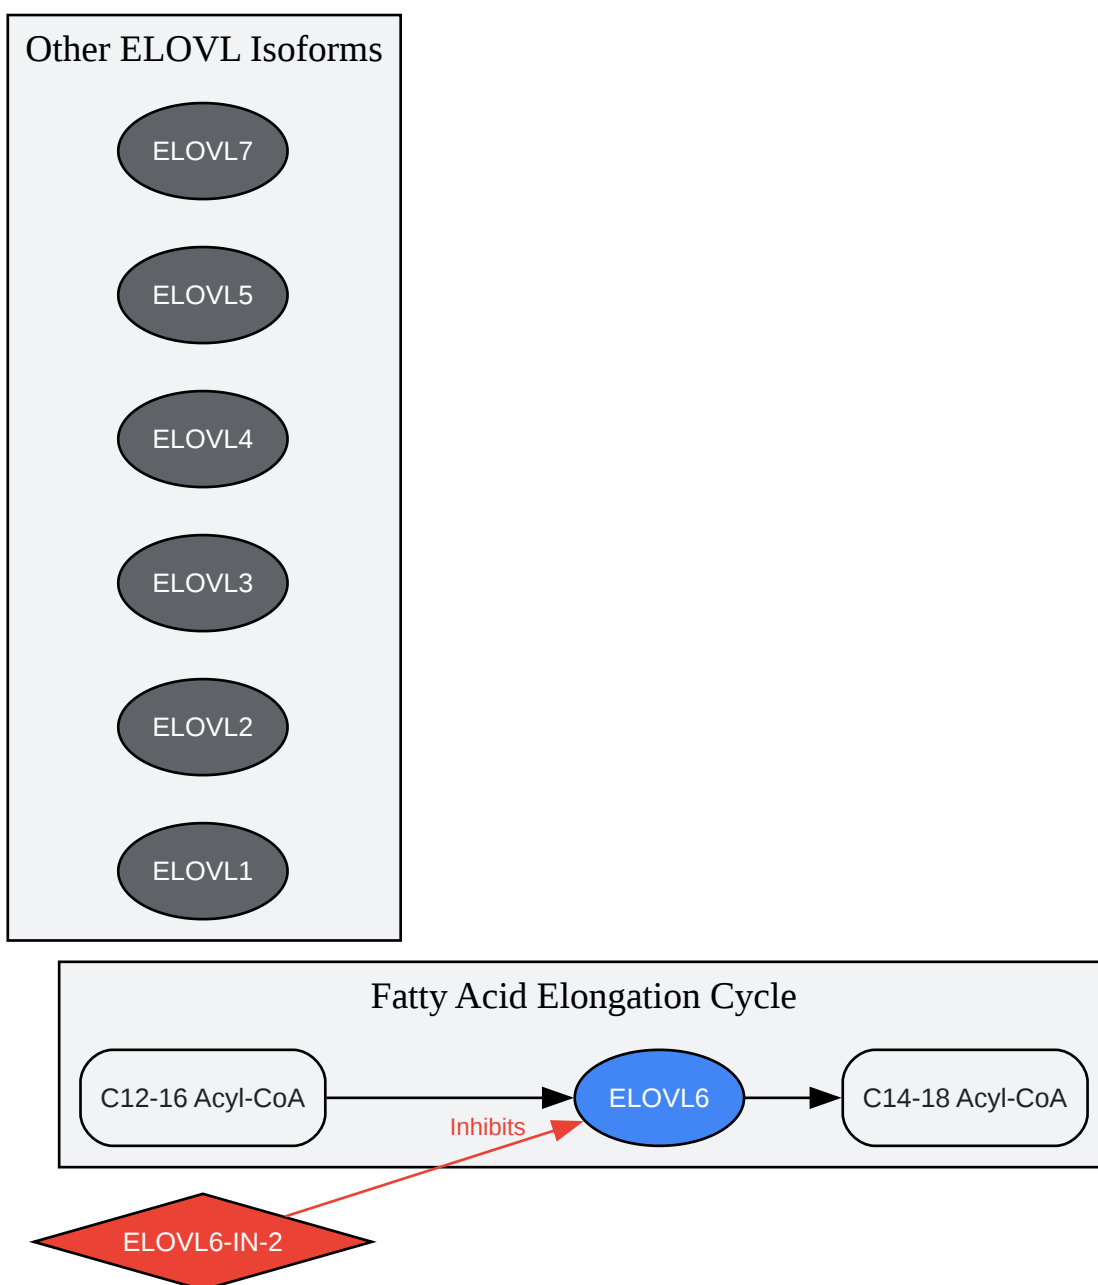 Other ELOVL Isoforms
ELOVL7
ELOVL5
ELOVL4
ELOVL3
ELOVL2
ELOVL1
Fatty Acid Elongation Cycle
C12-16 Acyl-CoA
ELOVL6
C14-18 Acyl-CoA
Inhibits
ELOVL6-IN-2